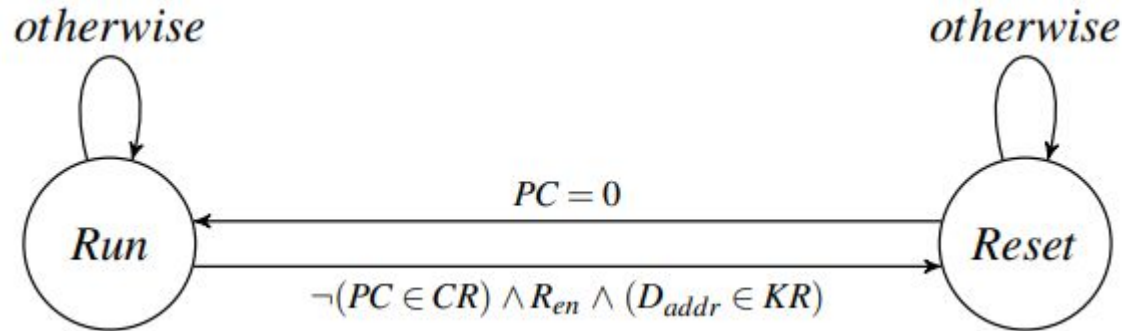 otherwise otherwise
PC = 0
Run Reset
¬(PC ∈ CR) ∧ R_en ∧ (D_addr ∈ KR)